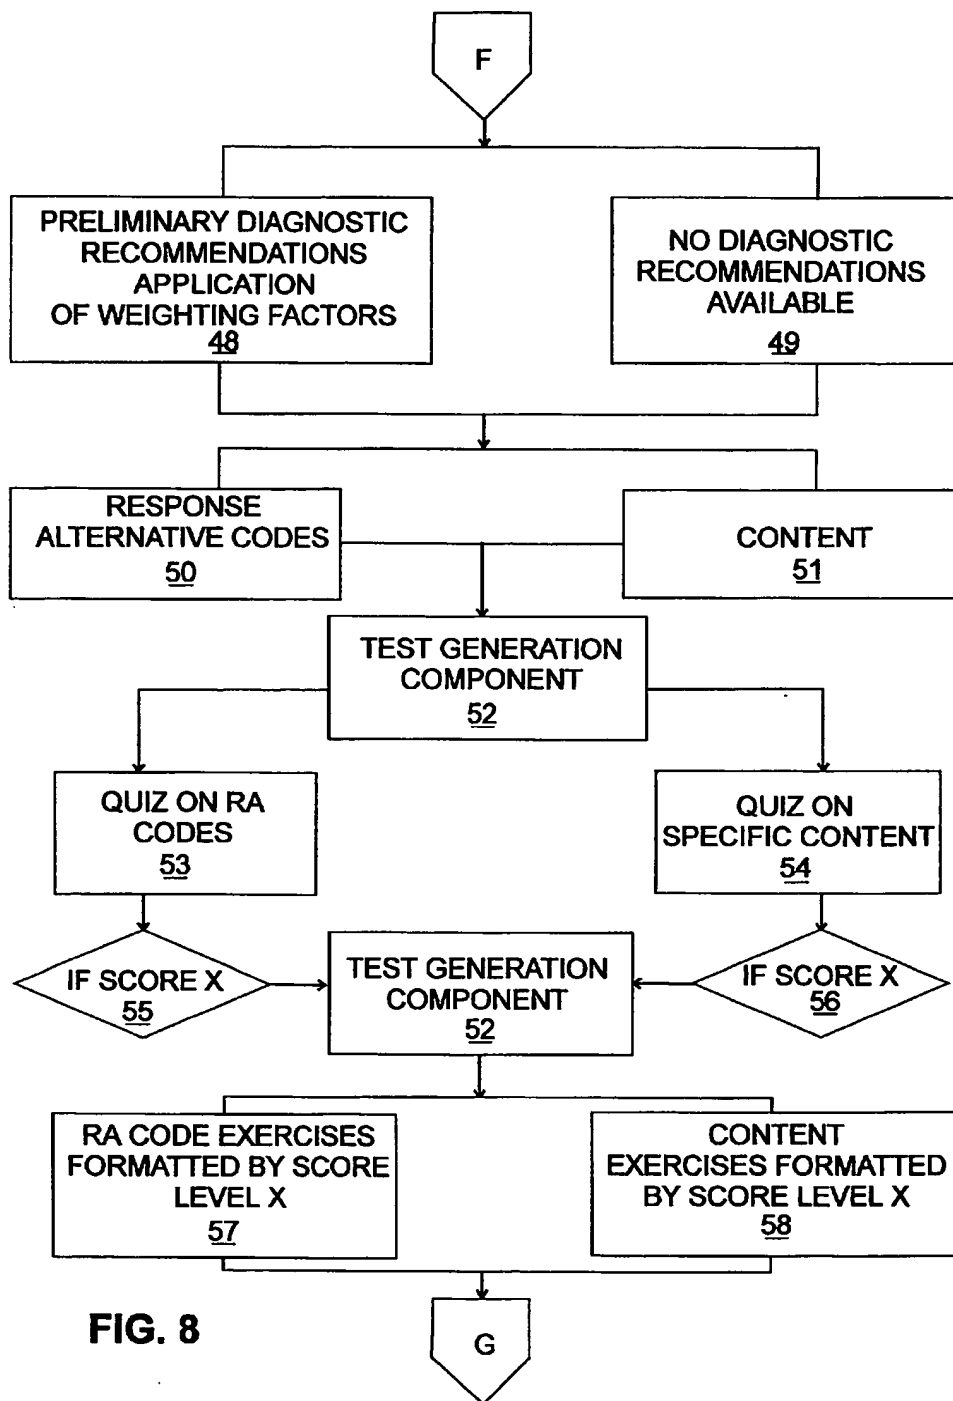 F
PRELIMINARY DIAGNOSTIC
RECOMMENDATIONS
APPLICATION
OF WEIGHTING FACTORS
48
NO DIAGNOSTIC
RECOMMENDATIONS
AVAILABLE
49
RESPONSE
ALTERNATIVE CODES
50
CONTENT
51
TEST GENERATION
COMPONENT
52
QUIZ ON RA
CODES
53
QUIZ ON
SPECIFIC CONTENT
54
IF SCORE X
55
TEST GENERATION
COMPONENT
52
IF SCORE X
56
RA CODE EXERCISES
FORMATTED BY SCORE
LEVEL X
57
CONTENT
EXERCISES FORMATTED
BY SCORE LEVEL X
58
FIG. 8
G